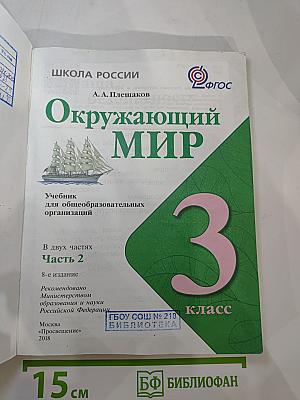 ШКОЛА РОССИИ
ФГОС
А. А. Плешаков
Окружающий
МИР
Учебник
для общеобразовательных
организаций
3
класс
В двух частях
Часть 2
8-е издание
Рекомендовано
Министерством
образования и науки
Российской Федерации
ГБОУ СОШ № 218
БИБЛИОТЕКА
Москва
«Просвещение»
2018
15 см
БФ БИБЛИОФАН